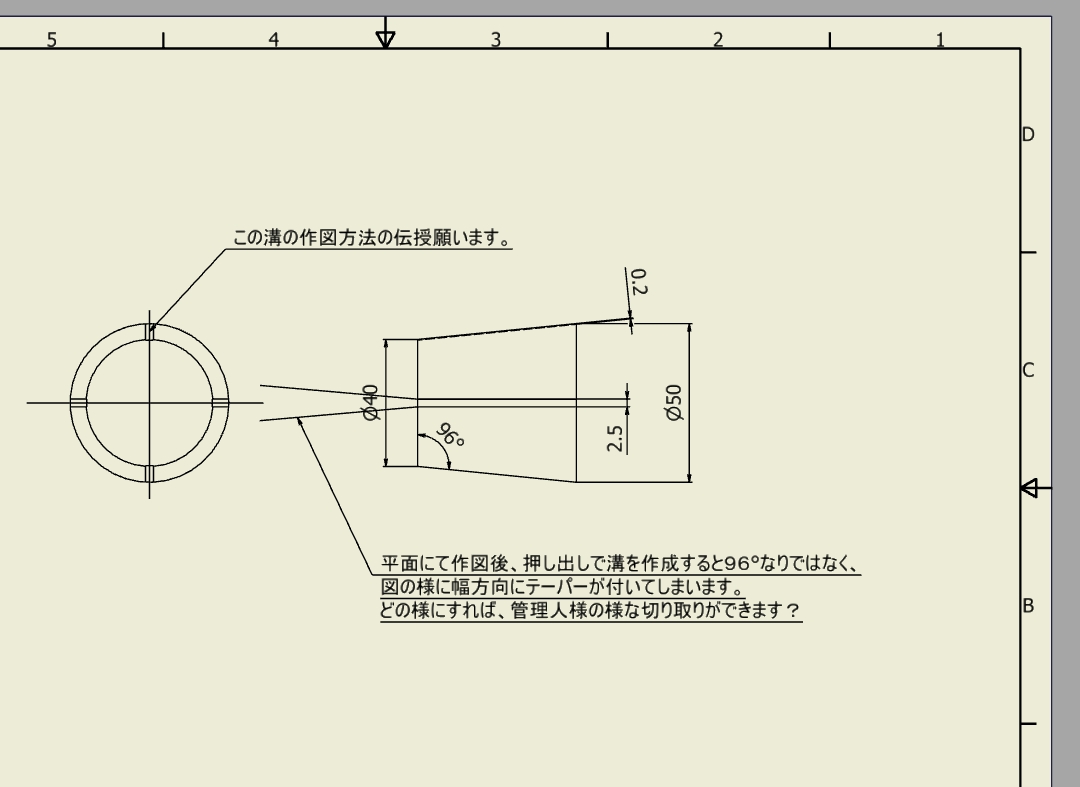 5 4 3 2 1
D
この溝の作図方法の伝授願います。
0.2
C
Ø40
Ø50
96°
2.5
平面にて作図後、押し出しで溝を作成すると96°なりではなく、
図の様に幅方向にテーパーが付いてしまいます。
どの様にすれば、管理人様の様な切り取りができます？
B